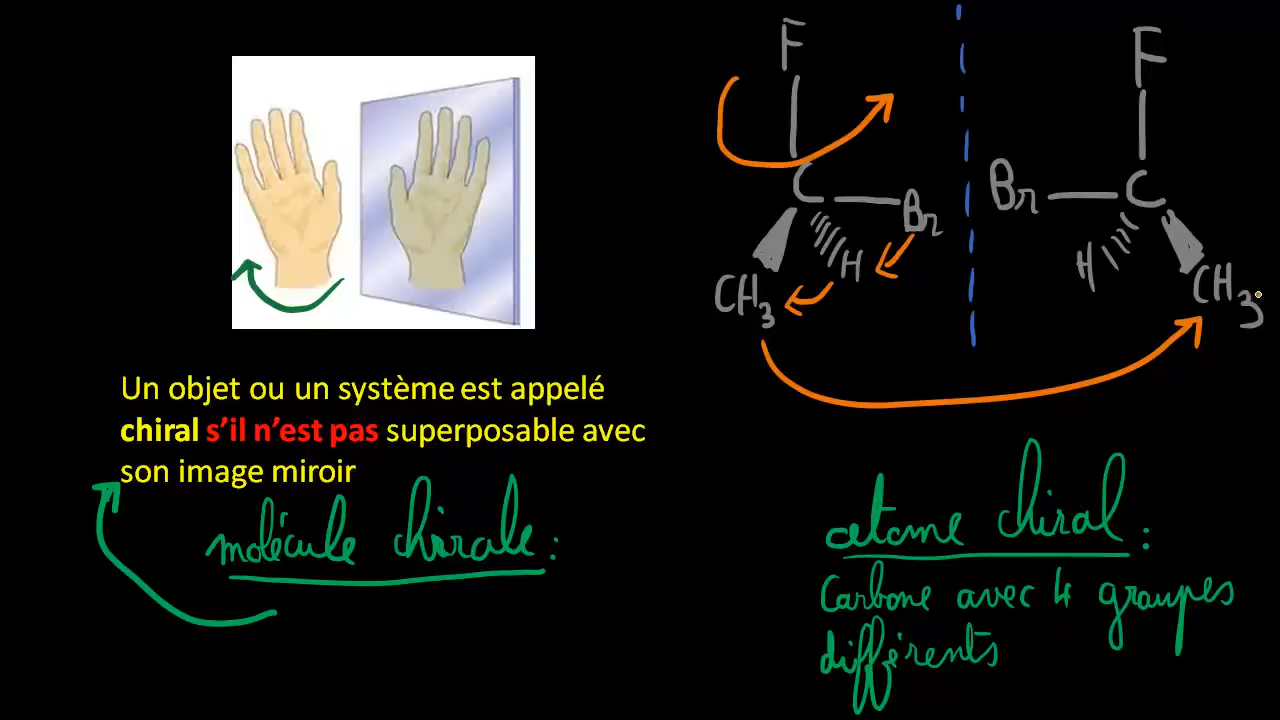 Un objet ou un système est appelé
chiral s’il n’est pas superposable avec
son image miroir
molécule chirale :
F
C
Br
H
CH3
F
Br
C
H
CH3
atome chiral :
Carbone avec 4 groupes
différents